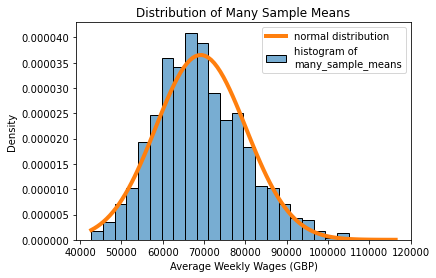 Distribution of Many Sample Means
normal distribution
histogram of
many_sample_means
Density
0.000040
0.000035
0.000030
0.000025
0.000020
0.000015
0.000010
0.000005
0.000000
40000 50000 60000 70000 80000 90000 100000 110000 120000
Average Weekly Wages (GBP)